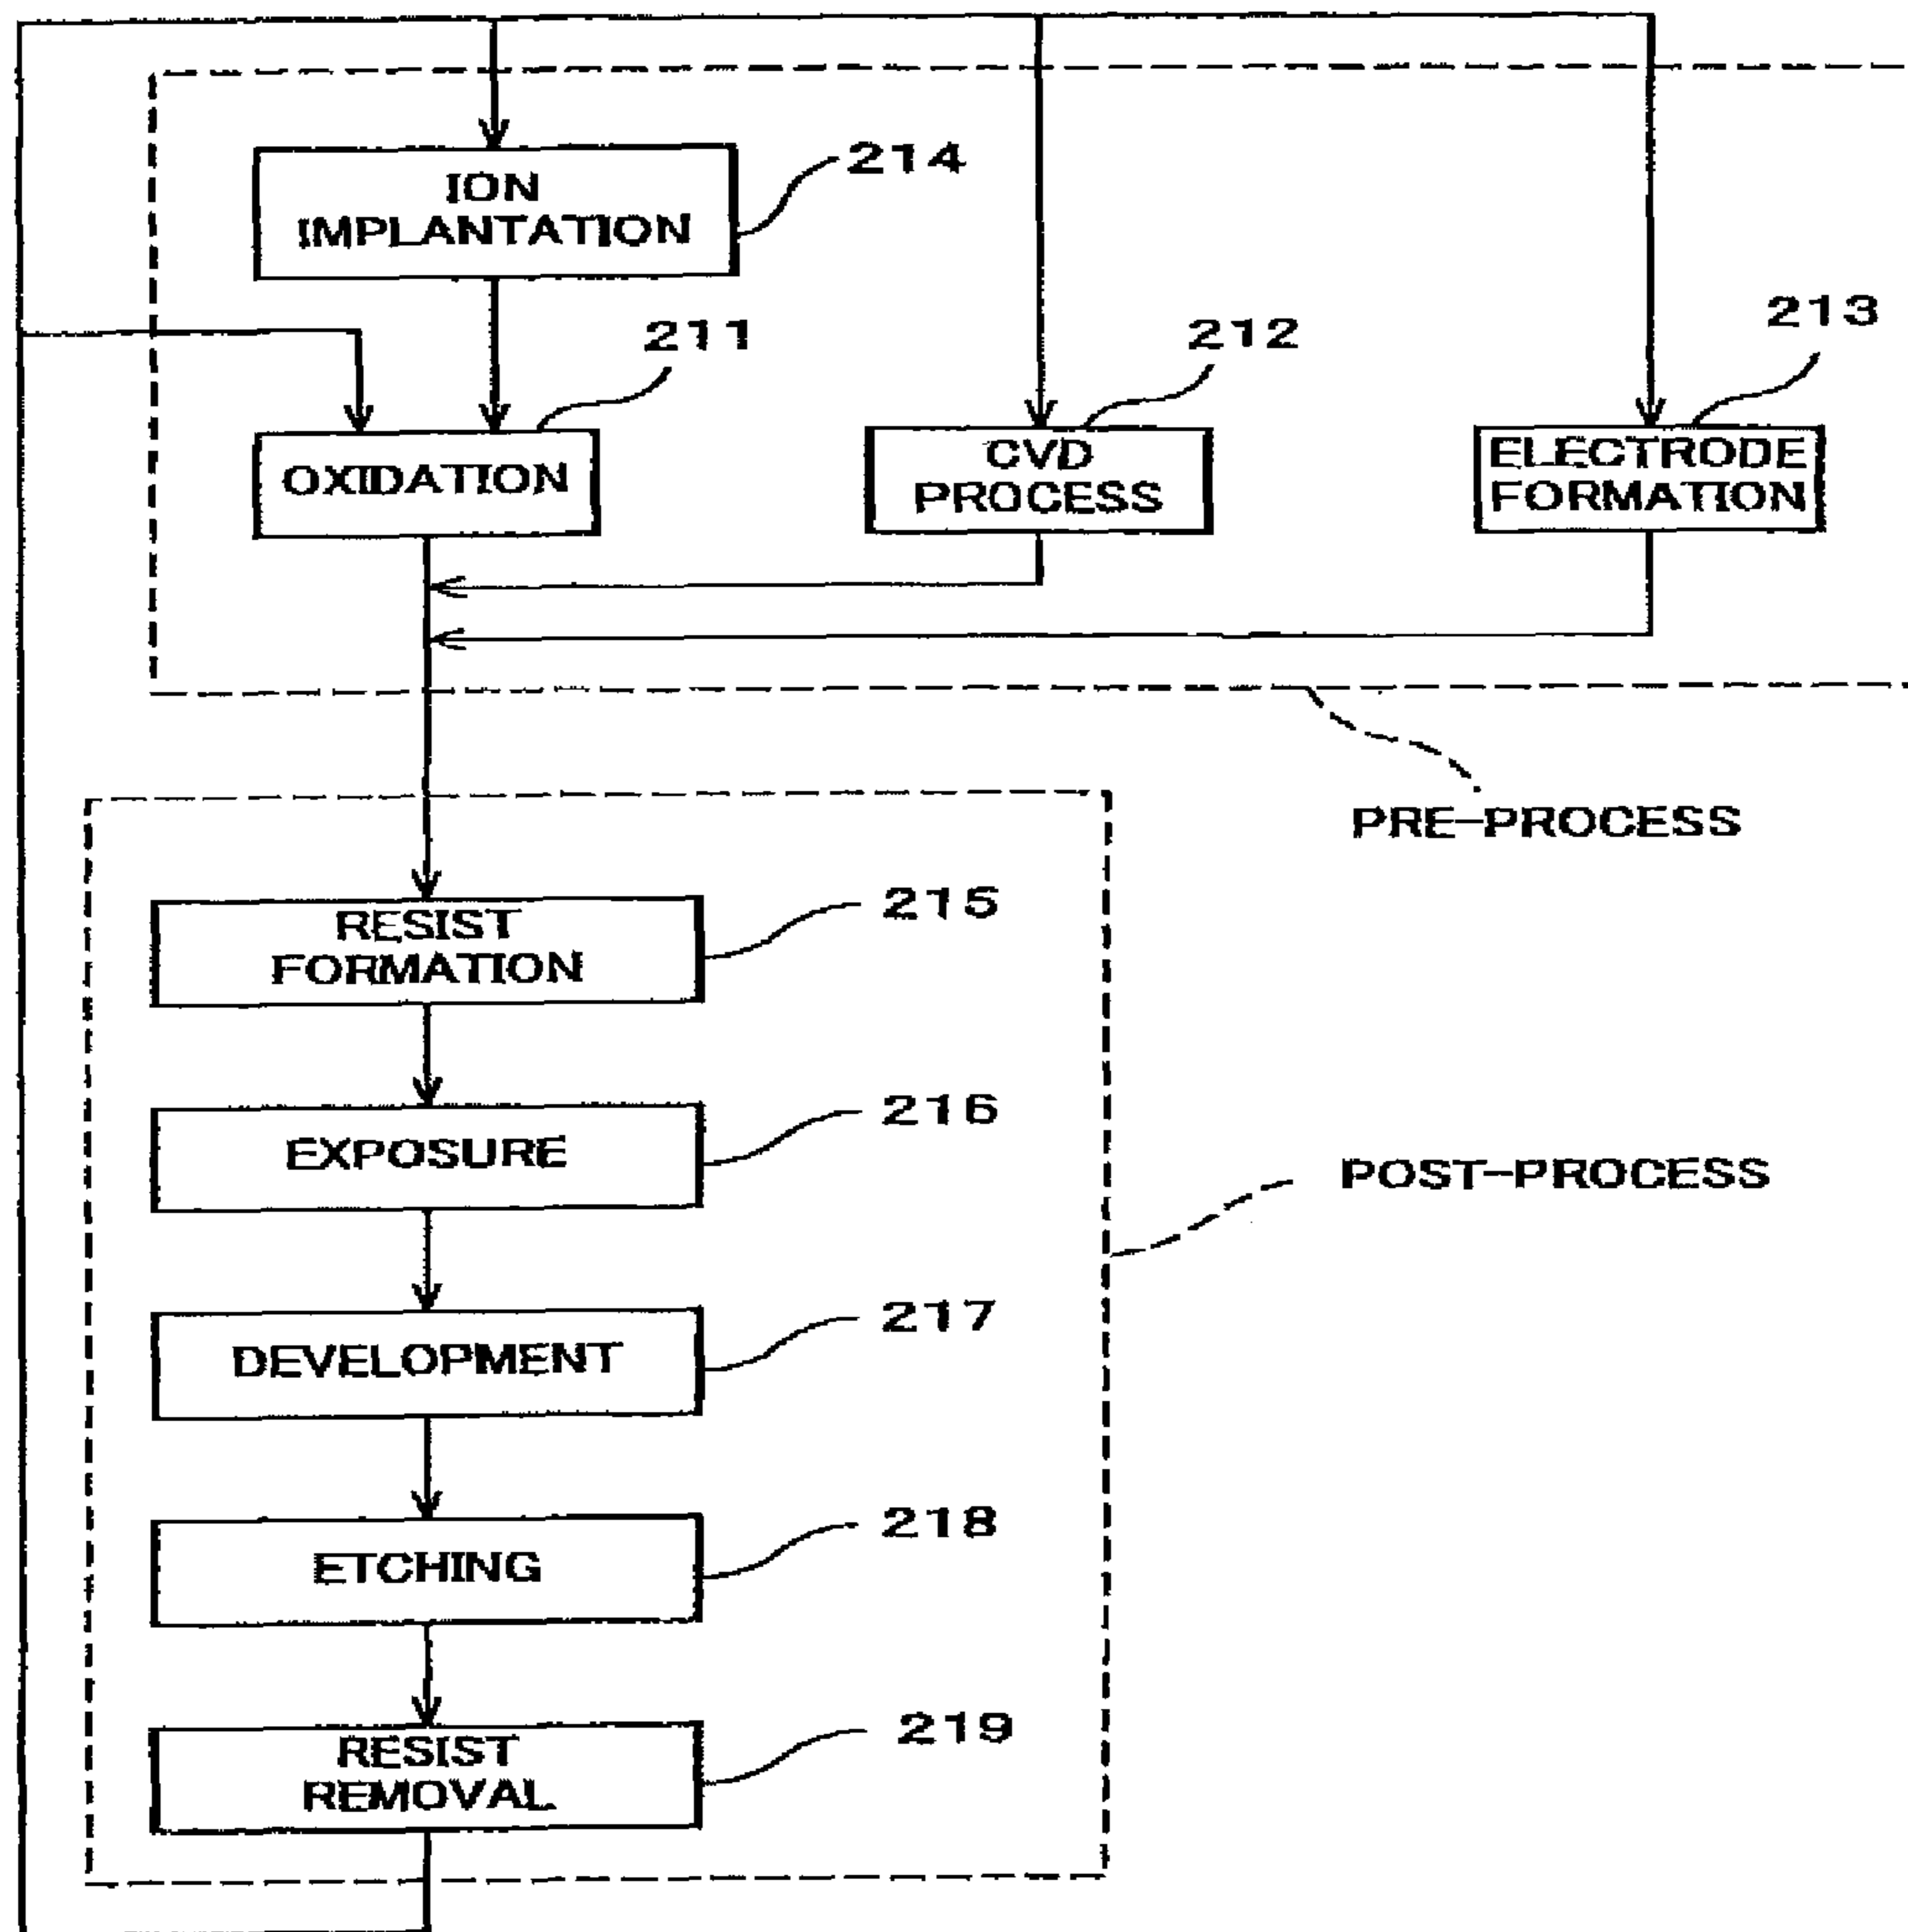 214
ION
IMPLANTATION
211
212
213
OXIDATION
CVD
PROCESS
ELECTRODE
FORMATION
PRE-PROCESS
215
RESIST
FORMATION
216
EXPOSURE
POST-PROCESS
217
DEVELOPMENT
218
ETCHING
219
RESIST
REMOVAL